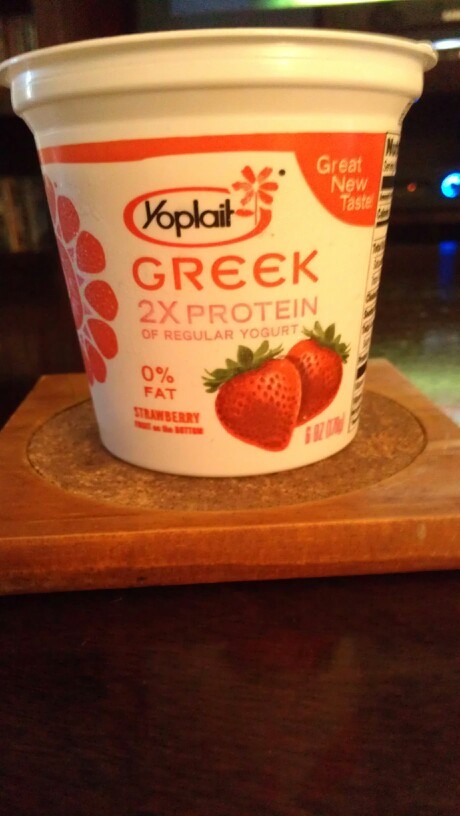 Great
New
Taste!
Yoplait
GREEK
2X PROTEIN
OF REGULAR YOGURT
0%
FAT
STRAWBERRY
FRUIT on the BOTTOM
6 OZ (170g)